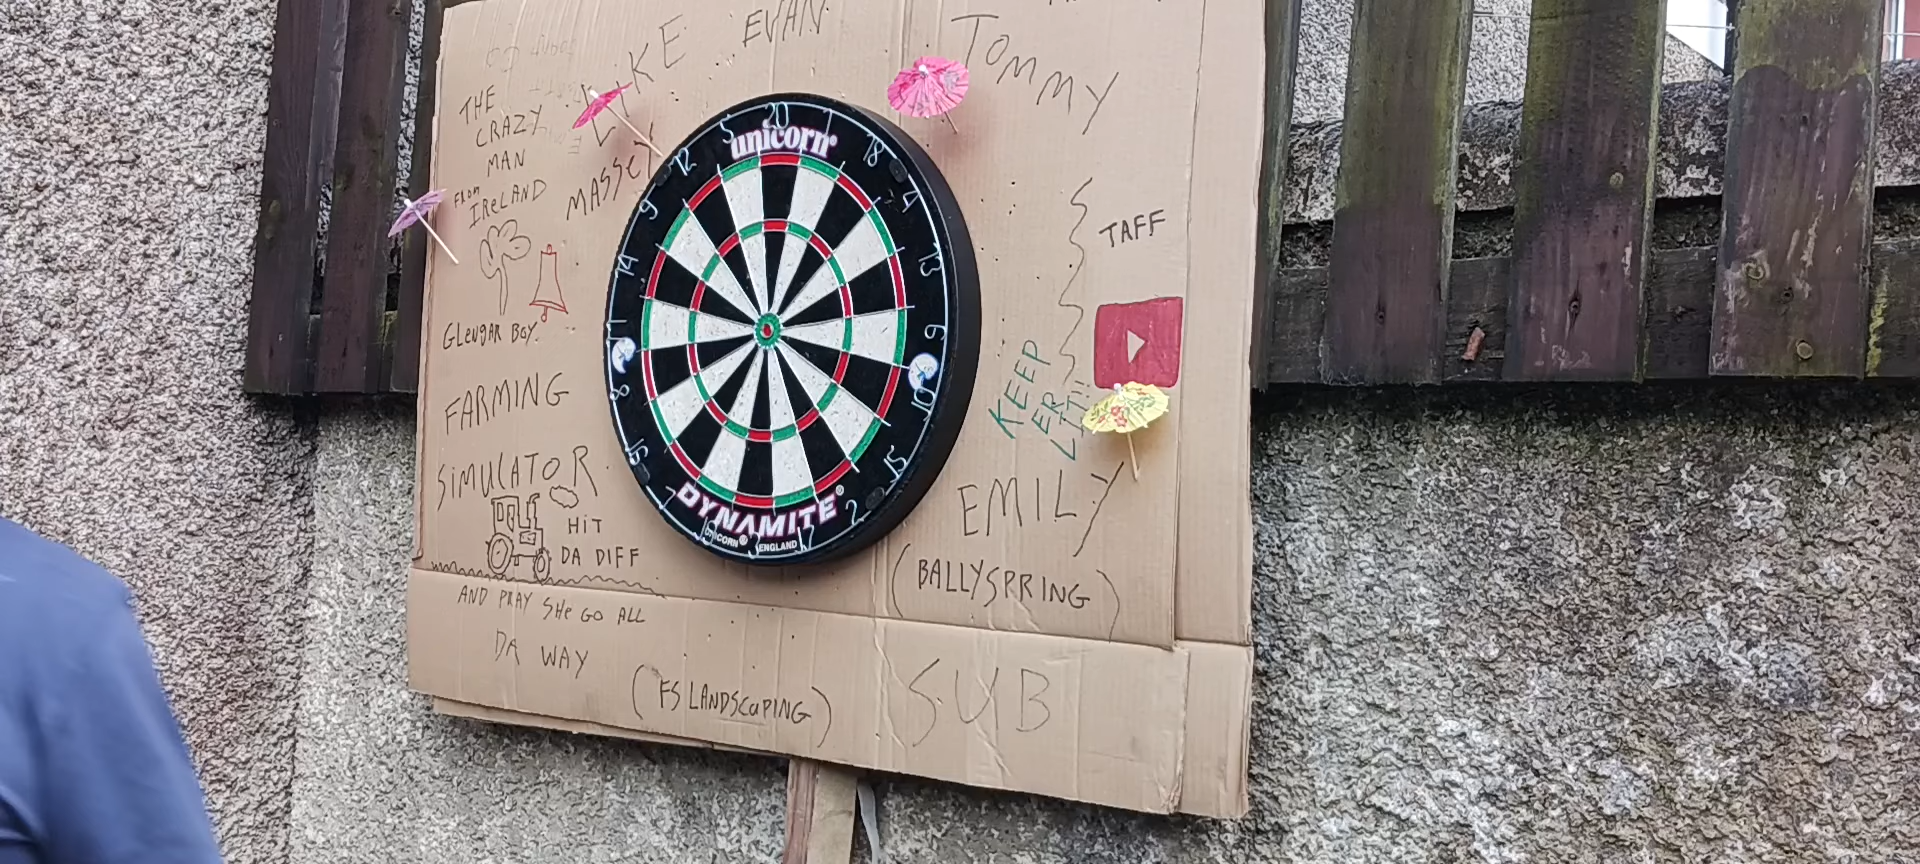 EVAN
TOMMY
THE
CRAZY
MAN
FROM
IReLAND
MASSEY
GLENGAR BOY.
FARMING
SIMULATOR
HIT
DA DIFF
AND PRAY SHe GO ALL
DA WAY
(FS LANDSCaPING)
TAFF
KEEP
ER
LIT!!
EMILY
(BALLYSPRING)
SUB
unicorn®
DYNAMITE®
UNICORN® ENGLAND
20
1
18
4
13
6
10
15
2
17
3
19
7
16
8
11
14
9
12
5